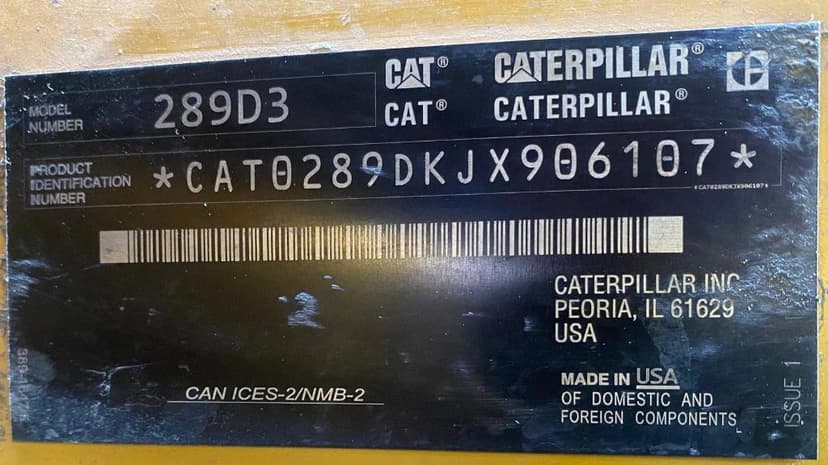 CAT® CATERPILLAR®
MODEL NUMBER 289D3
CAT® CATERPILLAR®
PRODUCT
IDENTIFICATION
NUMBER
*CAT0289DKJX906107*
*CAT0289DKJX906107*
CATERPILLAR INC
PEORIA, IL 61629
USA
CAN ICES-2/NMB-2
MADE IN USA
OF DOMESTIC AND
FOREIGN COMPONENTS
ISSUE 1